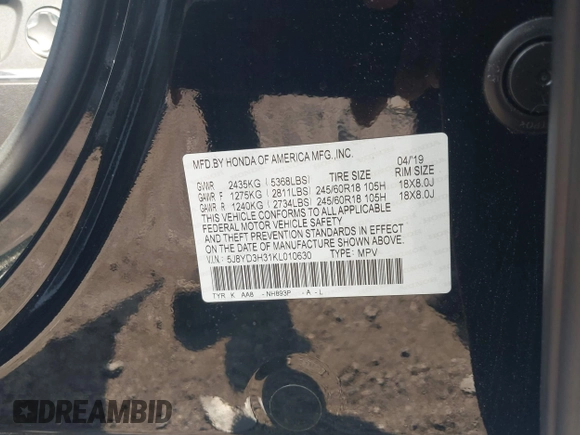 MFD.BY HONDA OF AMERICA MFG.,INC. 04/19
GVWR 2435KG (5368LBS) TIRE SIZE RIM SIZE
GAWR F 1275KG (2811LBS) 245/60R18 105H 18X8.0J
GAWR R 1240KG (2734LBS) 245/60R18 105H 18X8.0J
THIS VEHICLE CONFORMS TO ALL APPLICABLE
FEDERAL MOTOR VEHICLE SAFETY
AND THEFT PREVENTION STANDARDS IN EFFECT
ON THE DATE OF MANUFACTURE SHOWN ABOVE.
V.I.N.: 5J8YD3H31KL010630 TYPE: MPV
TYR K AA8 -NH893P -A -L
DREAMBID